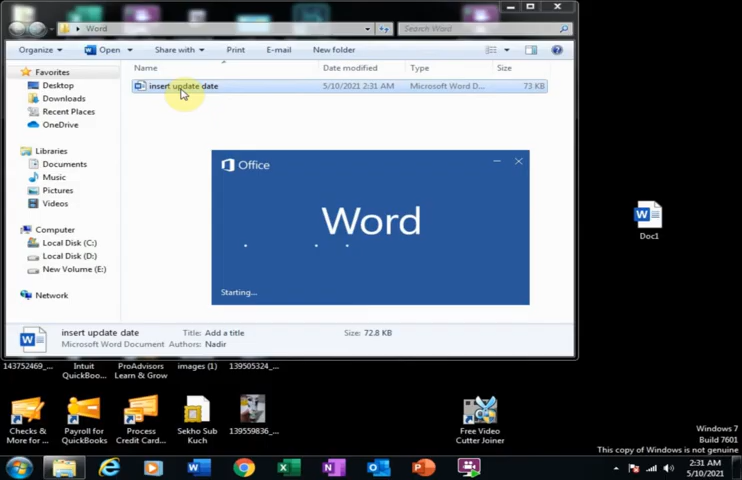 Word
Search Word
Organize
Open
Share with
Print
E-mail
New folder
Favorites
Desktop
Downloads
Recent Places
OneDrive
Libraries
Documents
Music
Pictures
Videos
Computer
Local Disk (C:)
Local Disk (D:)
New Volume (E:)
Network
Name
Date modified
Type
Size
insert update date
5/10/2021 2:31 AM
Microsoft Word D...
73 KB
Office
Word
Starting...
Doc1
insert update date
Title: Add a title
Size: 72.8 KB
Microsoft Word Document
Authors: Nadir
143752469_...
Intuit
QuickBoo...
ProAdvisors
Learn & Grow
images (1)
139505324_...
Checks &
More for ...
Payroll for
QuickBooks
Process
Credit Card...
Sekho Sub
Kuch
139559836_...
Free Video
Cutter Joiner
Windows 7
Build 7601
This copy of Windows is not genuine
2:31 AM
5/10/2021